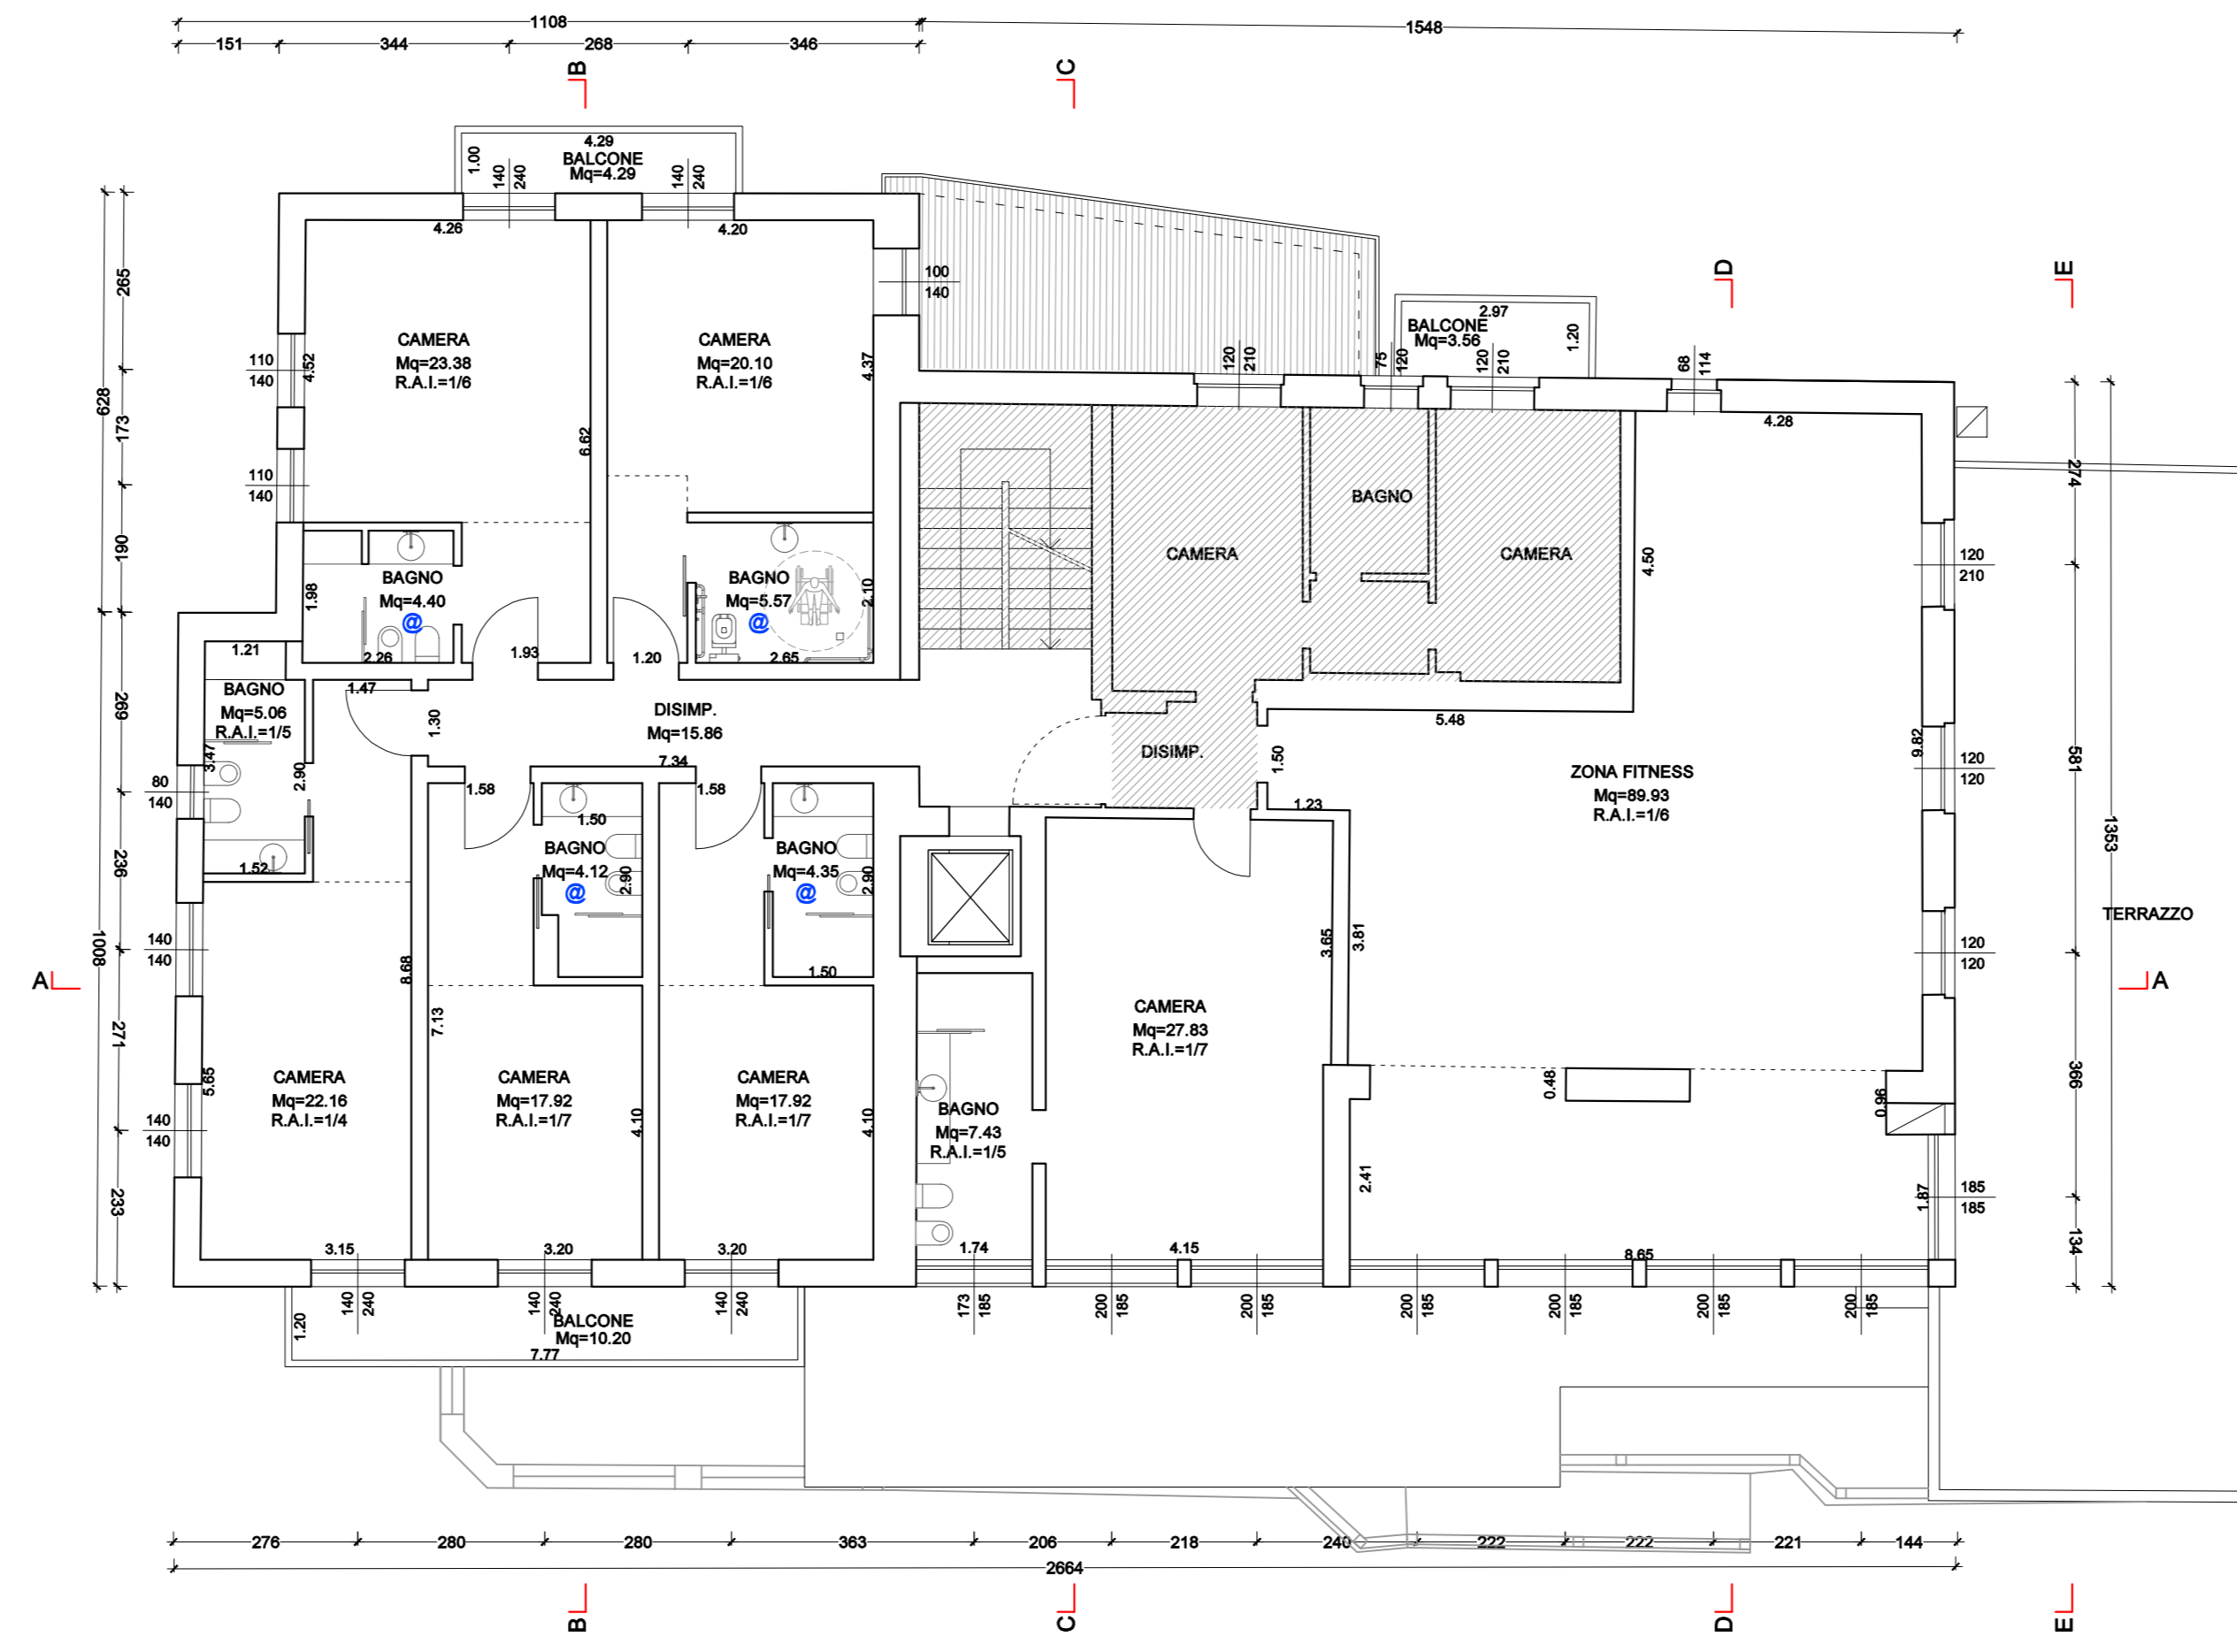 1108
1548
151
344
268
346
B
C
4.29
BALCONE
Mq=4.29
1.00
140
240
140
240
4.26
4.20
265
100
140
D
E
2.97
BALCONE
Mq=3.56
1.20
CAMERA
Mq=23.38
R.A.I.=1/6
CAMERA
Mq=20.10
R.A.I.=1/6
110
140
4.52
4.37
120
210
75
120
120
210
68
114
628
173
6.62
4.28
110
140
274
BAGNO
190
CAMERA
CAMERA
4.50
120
210
BAGNO
Mq=4.40
@
1.98
BAGNO
Mq=5.57
@
2.10
2.26
1.93
1.20
2.65
1.21
1.47
BAGNO
Mq=5.06
R.A.I.=1/5
269
1.30
DISIMP.
Mq=15.86
5.48
3.47
2.90
7.34
DISIMP.
1.50
9.82
581
ZONA FITNESS
Mq=89.93
R.A.I.=1/6
120
120
80
140
1.58
1.58
1.23
1353
1.50
BAGNO
Mq=4.12
@
2.90
BAGNO
Mq=4.35
@
2.90
236
1.52
TERRAZZO
1008
140
140
3.65
3.81
120
120
8.68
1.50
A
A
271
7.13
CAMERA
Mq=27.83
R.A.I.=1/7
5.65
CAMERA
Mq=22.16
R.A.I.=1/4
CAMERA
Mq=17.92
R.A.I.=1/7
4.10
CAMERA
Mq=17.92
R.A.I.=1/7
4.10
0.48
366
0.96
BAGNO
Mq=7.43
R.A.I.=1/5
140
140
2.41
233
1.87
185
185
134
3.15
3.20
3.20
1.74
4.15
8.65
140
240
140
240
140
240
173
185
200
185
200
185
200
185
200
185
200
185
200
185
1.20
BALCONE
Mq=10.20
7.77
276
280
280
363
206
218
240
222
222
221
144
2664
B
C
D
E